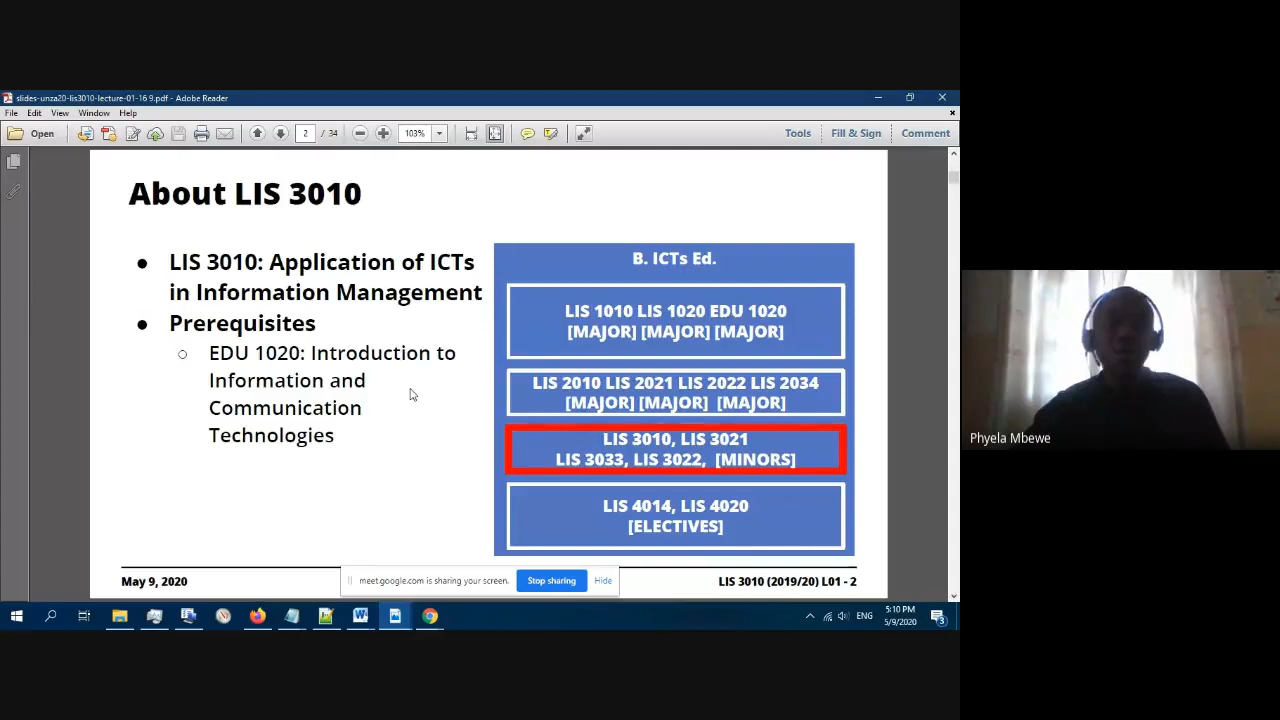 slides-unza20-lis3010-lecture-01-16 9.pdf - Adobe Reader
File Edit View Window Help
Open 2 / 34 103% Tools Fill & Sign Comment
About LIS 3010
● LIS 3010: Application of ICTs
in Information Management
● Prerequisites
○ EDU 1020: Introduction to
Information and
Communication
Technologies
B. ICTs Ed.
LIS 1010 LIS 1020 EDU 1020
[MAJOR] [MAJOR] [MAJOR]
LIS 2010 LIS 2021 LIS 2022 LIS 2034
[MAJOR] [MAJOR] [MAJOR]
LIS 3010, LIS 3021
LIS 3033, LIS 3022, [MINORS]
LIS 4014, LIS 4020
[ELECTIVES]
Phyela Mbewe
May 9, 2020
LIS 3010 (2019/20) L01 - 2
meet.google.com is sharing your screen. Stop sharing Hide
ENG
5:10 PM
5/9/2020
3